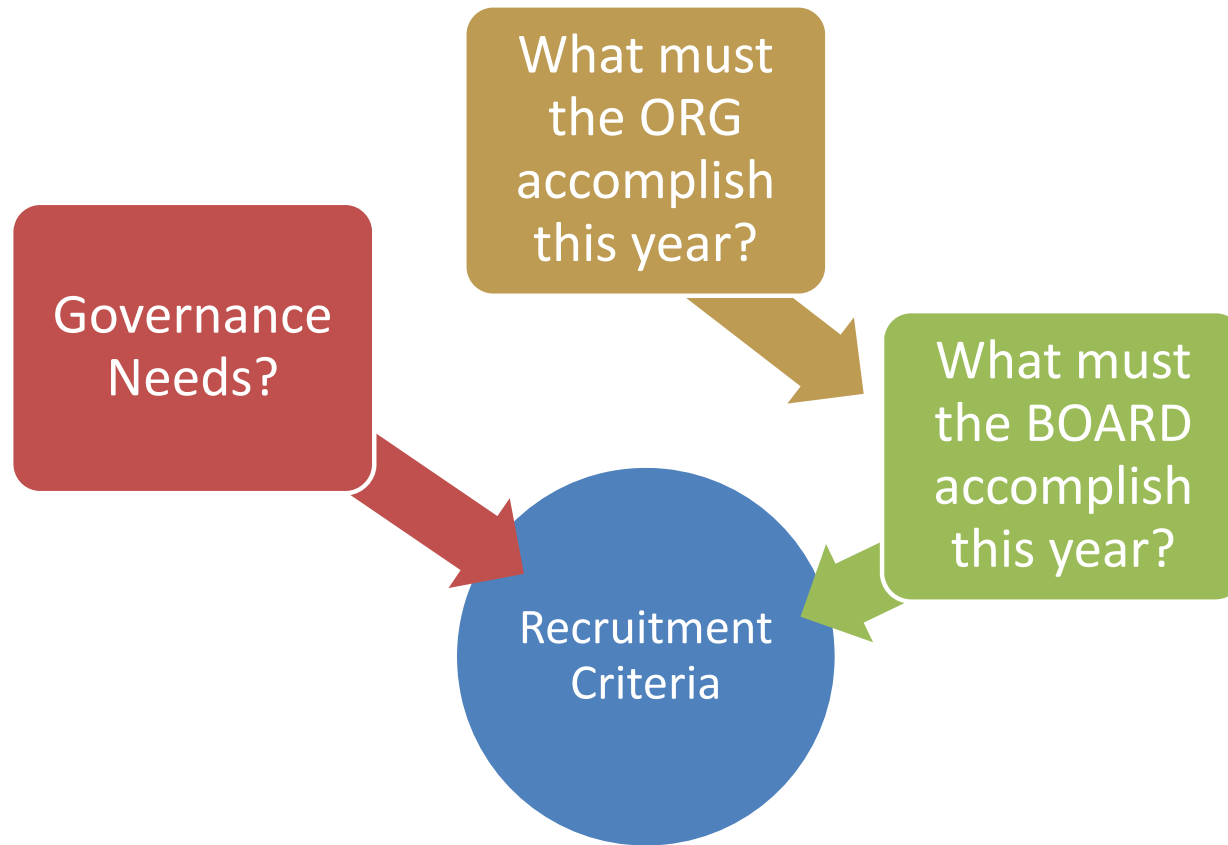 What must
the ORG
accomplish
this year?
Governance
Needs?
What must
the BOARD
accomplish
this year?
Recruitment
Criteria